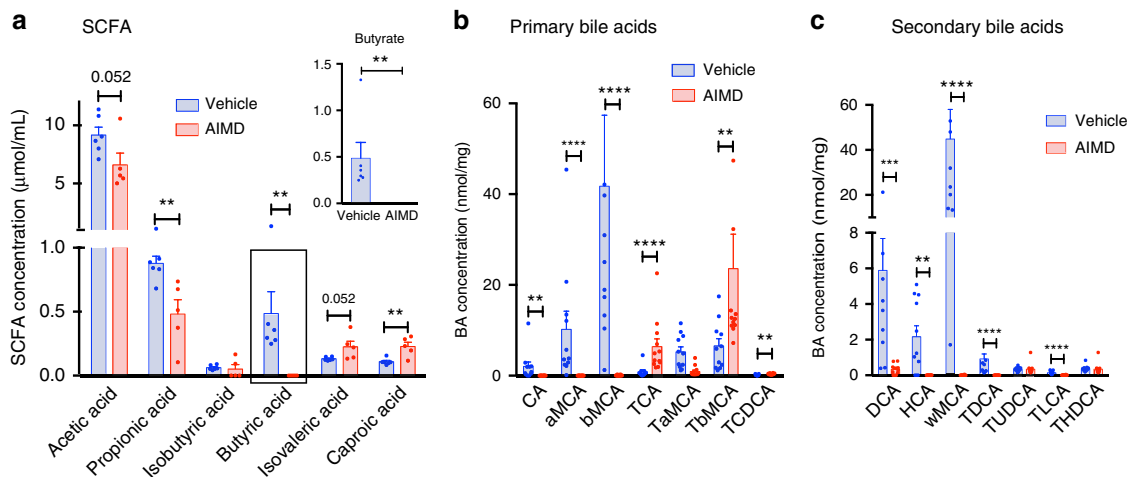 a
SCFA
SCFA concentration (μmol/mL)
10
5
1.0
0.5
0.0
0.052
**
**
0.052
**
Vehicle
AIMD
Acetic acid
Propionic acid
Isobutyric acid
Butyric acid
Isovaleric acid
Caproic acid
Butyrate
**
1.5
1.0
0.5
0.0
Vehicle AIMD
b
Primary bile acids
Vehicle
AIMD
BA concentration (nmol/mg)
60
40
20
0
**
****
****
****
**
**
CA
aMCA
bMCA
TCA
TaMCA
TbMCA
TCDCA
c
Secondary bile acids
Vehicle
AIMD
BA concentration (nmol/mg)
60
40
20
8
6
4
2
0
***
**
****
****
****
DCA
HCA
wMCA
TDCA
TUDCA
TLCA
THDCA